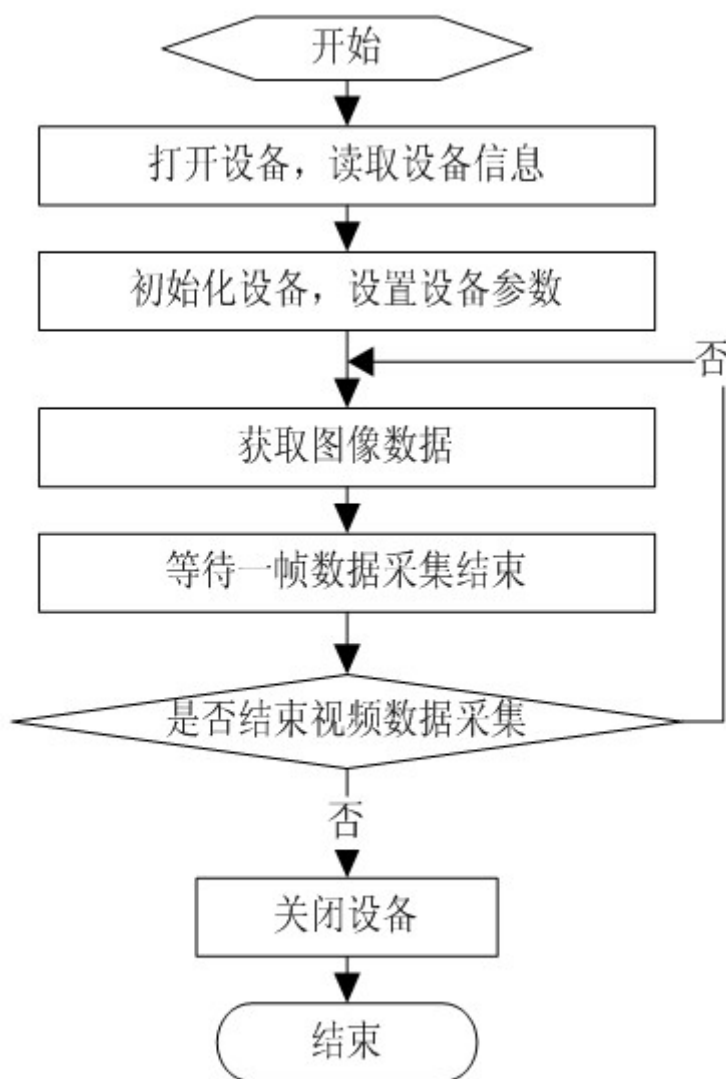 开始
打开设备，读取设备信息
初始化设备，设置设备参数
否
获取图像数据
等待一帧数据采集结束
是否结束视频数据采集
否
关闭设备
结束